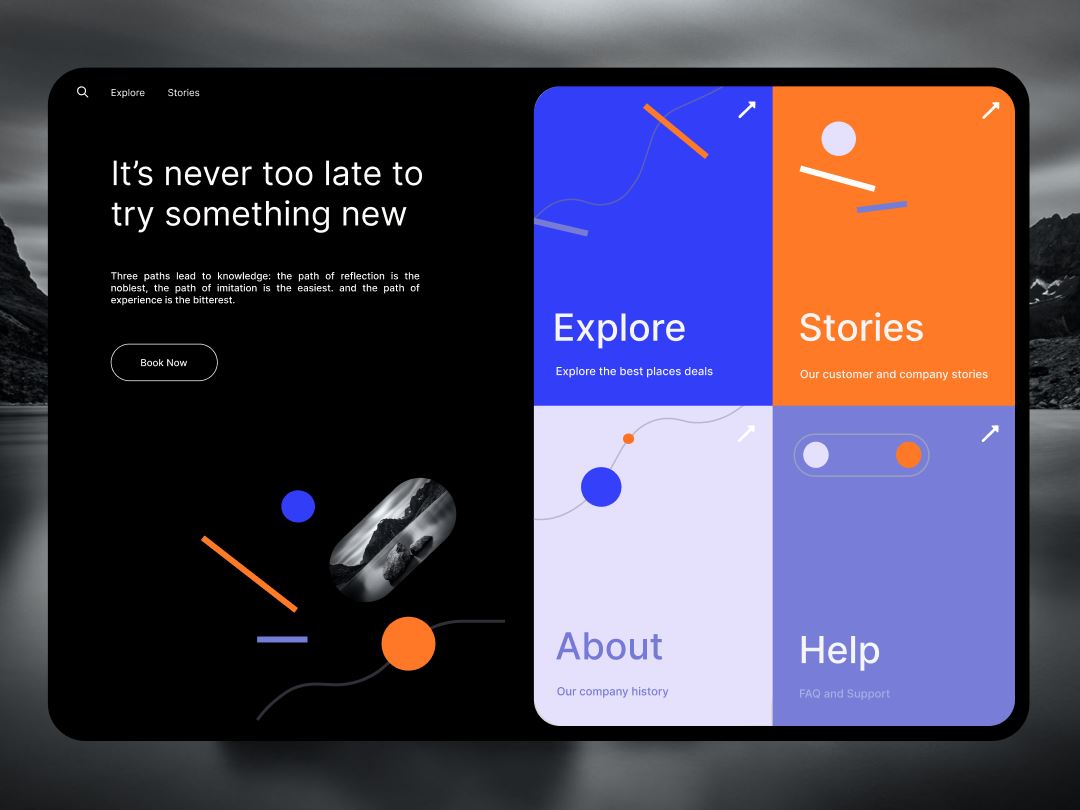 Explore Stories
It’s never too late to
try something new
Three paths lead to knowledge: the path of reflection is the
noblest, the path of imitation is the easiest. and the path of
experience is the bitterest.
Book Now
Explore
Explore the best places deals
Stories
Our customer and company stories
About
Our company history
Help
FAQ and Support